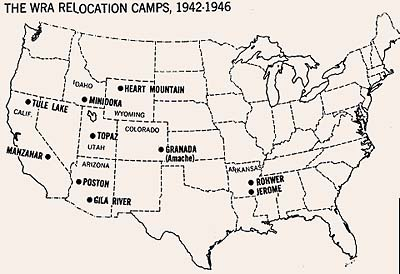 THE WRA RELOCATION CAMPS, 1942-1946
IDAHO
HEART MOUNTAIN
TULE LAKE
MINIDOKA
CALIF.
WYOMING
COLORADO
TOPAZ
UTAH
GRANADA
(Amache)
MANZANAR
ARIZONA
ARKANSAS
POSTON
ROHWER
JEROME
GILA RIVER